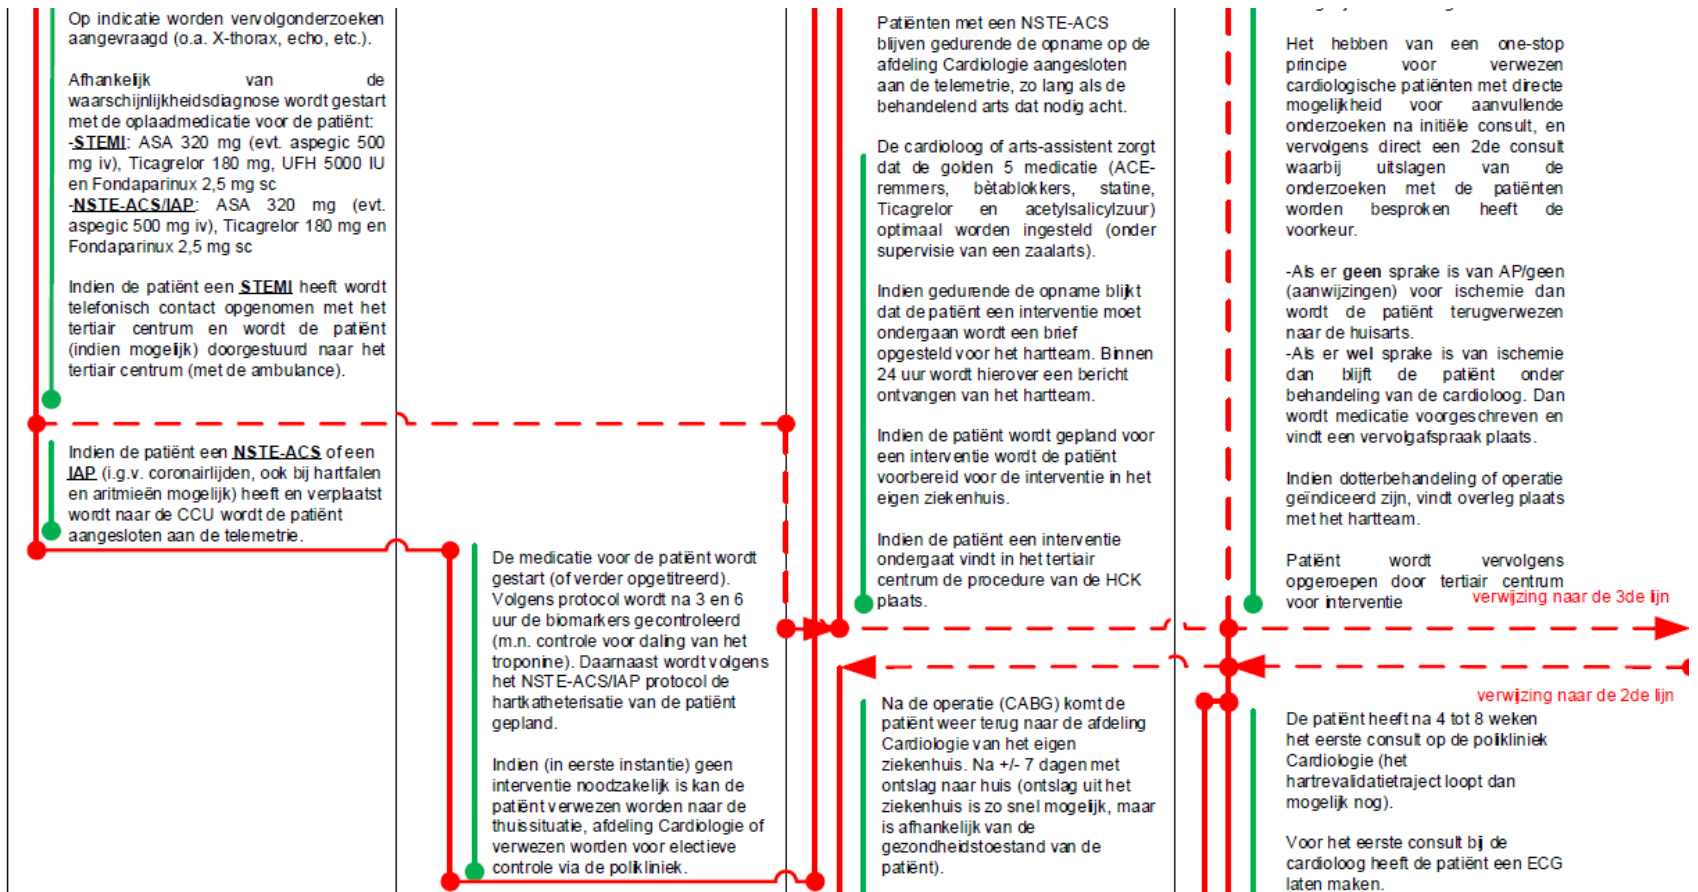 Op indicatie worden vervolgonderzoeken
aangevraagd (o.a. X-thorax, echo, etc.).
Afhankelijk van de
waarschijnlijkheidsdiagnose wordt gestart
met de oplaadmedicatie voor de patiënt:
-STEMI: ASA 320 mg (evt. aspegic 500
mg iv), Ticagrelor 180 mg, UFH 5000 IU
en Fondaparinux 2,5 mg sc
-NSTE-ACS/IAP: ASA 320 mg (evt.
aspegic 500 mg iv), Ticagrelor 180 mg en
Fondaparinux 2,5 mg sc
Indien de patiënt een STEMI heeft wordt
telefonisch contact opgenomen met het
tertiair centrum en wordt de patiënt
(indien mogelijk) doorgestuurd naar het
tertiair centrum (met de ambulance).
Indien de patiënt een NSTE-ACS of een
IAP (i.g.v. coronairlijden, ook bij hartfalen
en aritmieën mogelijk) heeft en verplaatst
wordt naar de CCU wordt de patiënt
aangesloten aan de telemetrie.
De medicatie voor de patiënt wordt
gestart (of verder opgetitreerd).
Volgens protocol wordt na 3 en 6
uur de biomarkers gecontroleerd
(m.n. controle voor daling van het
troponine). Daarnaast wordt volgens
het NSTE-ACS/IAP protocol de
hartkatheterisatie van de patiënt
gepland.
Indien (in eerste instantie) geen
interventie noodzakelijk is kan de
patiënt verwezen worden naar de
thuissituatie, afdeling Cardiologie of
verwezen worden voor electieve
controle via de polikliniek.
Patiënten met een NSTE-ACS
blijven gedurende de opname op de
afdeling Cardiologie aangesloten
aan de telemetrie, zo lang als de
behandelend arts dat nodig acht.
De cardioloog of arts-assistent zorgt
dat de golden 5 medicatie (ACE-
remmers, bètablokkers, statine,
Ticagrelor en acetylsalicylzuur)
optimaal worden ingesteld (onder
supervisie van een zaalarts).
Indien gedurende de opname blijkt
dat de patiënt een interventie moet
ondergaan wordt een brief
opgesteld voor het hartteam. Binnen
24 uur wordt hierover een bericht
ontvangen van het hartteam.
Indien de patiënt wordt gepland voor
een interventie wordt de patiënt
voorbereid voor de interventie in het
eigen ziekenhuis.
Indien de patiënt een interventie
ondergaat vindt in het tertiair
centrum de procedure van de HCK
plaats.
Na de operatie (CABG) komt de
patiënt weer terug naar de afdeling
Cardiologie van het eigen
ziekenhuis. Na +/- 7 dagen met
ontslag naar huis (ontslag uit het
ziekenhuis is zo snel mogelijk, maar
is afhankelijk van de
gezondheidstoestand van de
patiënt).
Het hebben van een one-stop
principe voor verwezen
cardiologische patiënten met directe
mogelijkheid voor aanvullende
onderzoeken na initiële consult, en
vervolgens direct een 2de consult
waarbij uitslagen van de
onderzoeken met de patiënten
worden besproken heeft de
voorkeur.
-Als er geen sprake is van AP/geen
(aanwijzingen) voor ischemie dan
wordt de patiënt terugverwezen
naar de huisarts.
-Als er wel sprake is van ischemie
dan blijft de patiënt onder
behandeling van de cardioloog. Dan
wordt medicatie voorgeschreven en
vindt een vervolgafspraak plaats.
Indien dotterbehandeling of operatie
geïndiceerd zijn, vindt overleg plaats
met het hartteam.
Patiënt wordt vervolgens
opgeroepen door tertiair centrum
voor interventie
verwijzing naar de 3de lijn
verwijzing naar de 2de lijn
De patiënt heeft na 4 tot 8 weken
het eerste consult op de polikliniek
Cardiologie (het
hartrevalidatietraject loopt dan
mogelijk nog).
Voor het eerste consult bij de
cardioloog heeft de patiënt een ECG
laten maken.